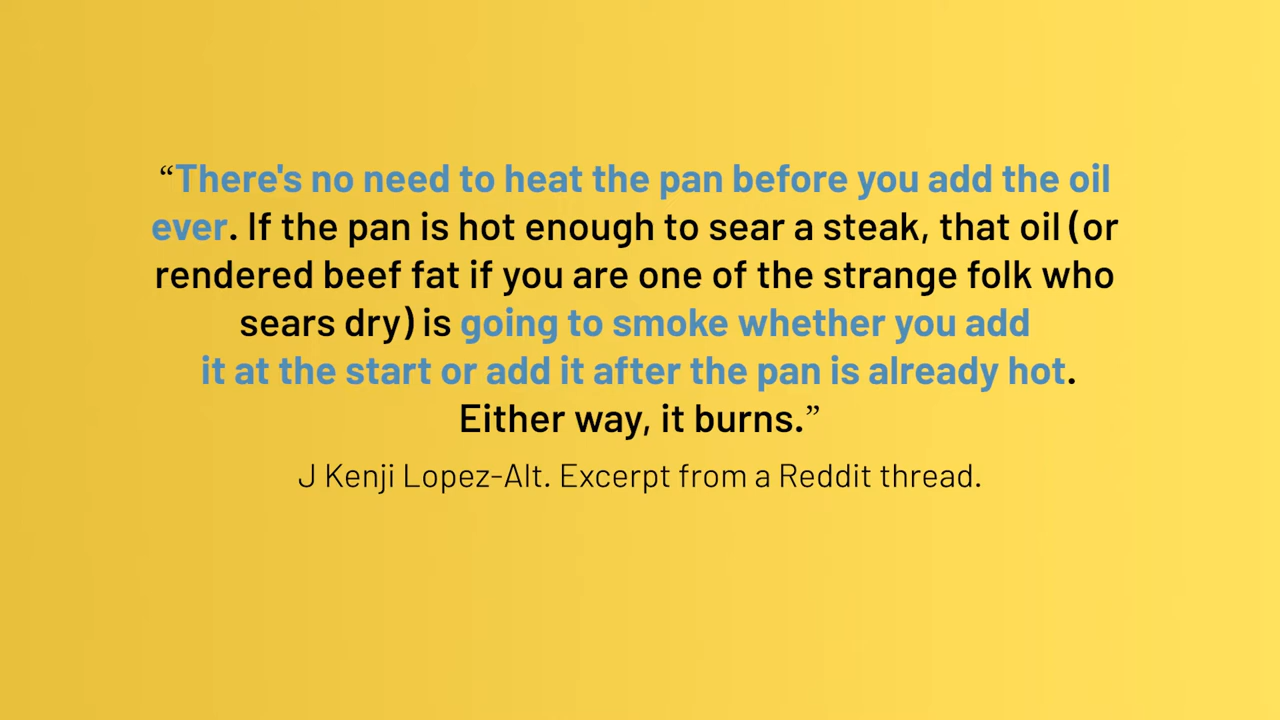 “There's no need to heat the pan before you add the oil
ever. If the pan is hot enough to sear a steak, that oil (or
rendered beef fat if you are one of the strange folk who
sears dry) is going to smoke whether you add
it at the start or add it after the pan is already hot.
Either way, it burns.”
J Kenji Lopez-Alt. Excerpt from a Reddit thread.